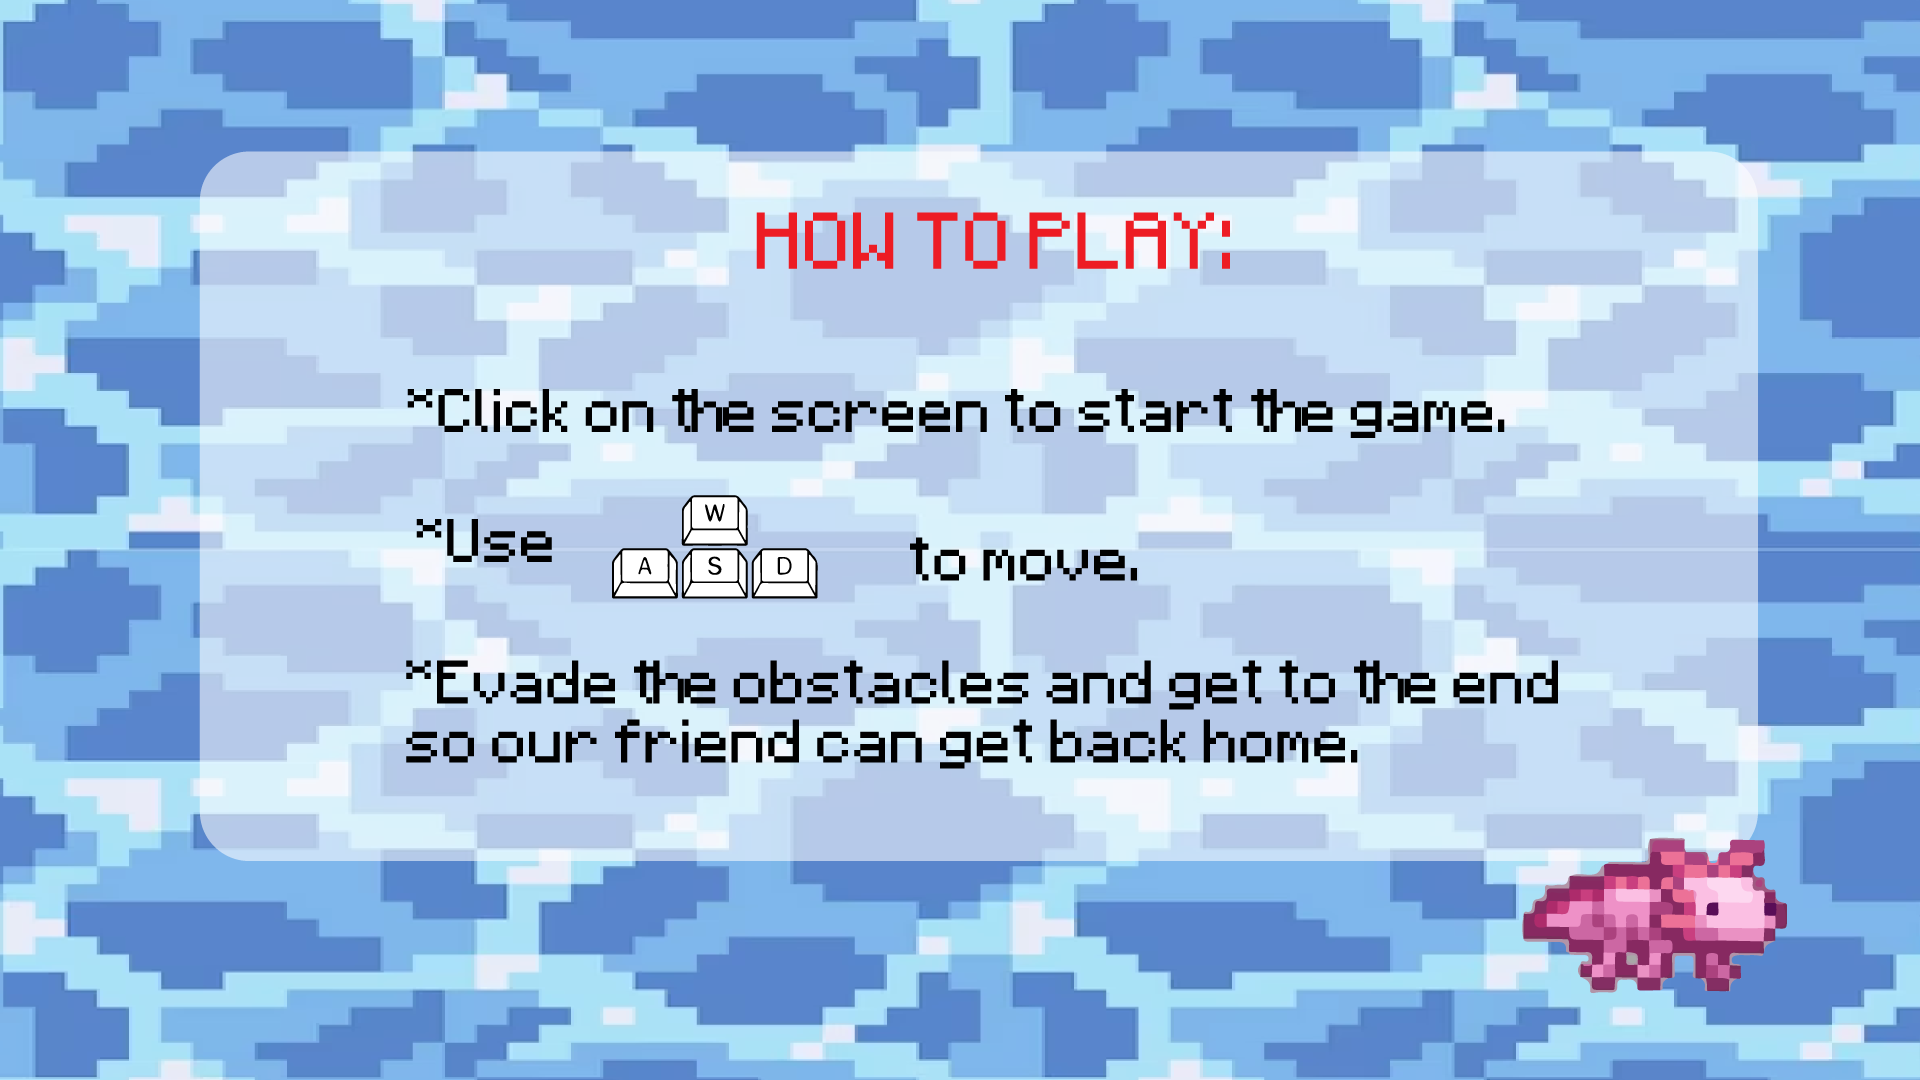 HOW TO PLAY:
*Click on the screen to start the game.
W
*Use A S D to move.
*Evade the obstacles and get to the end
so our friend can get back home.